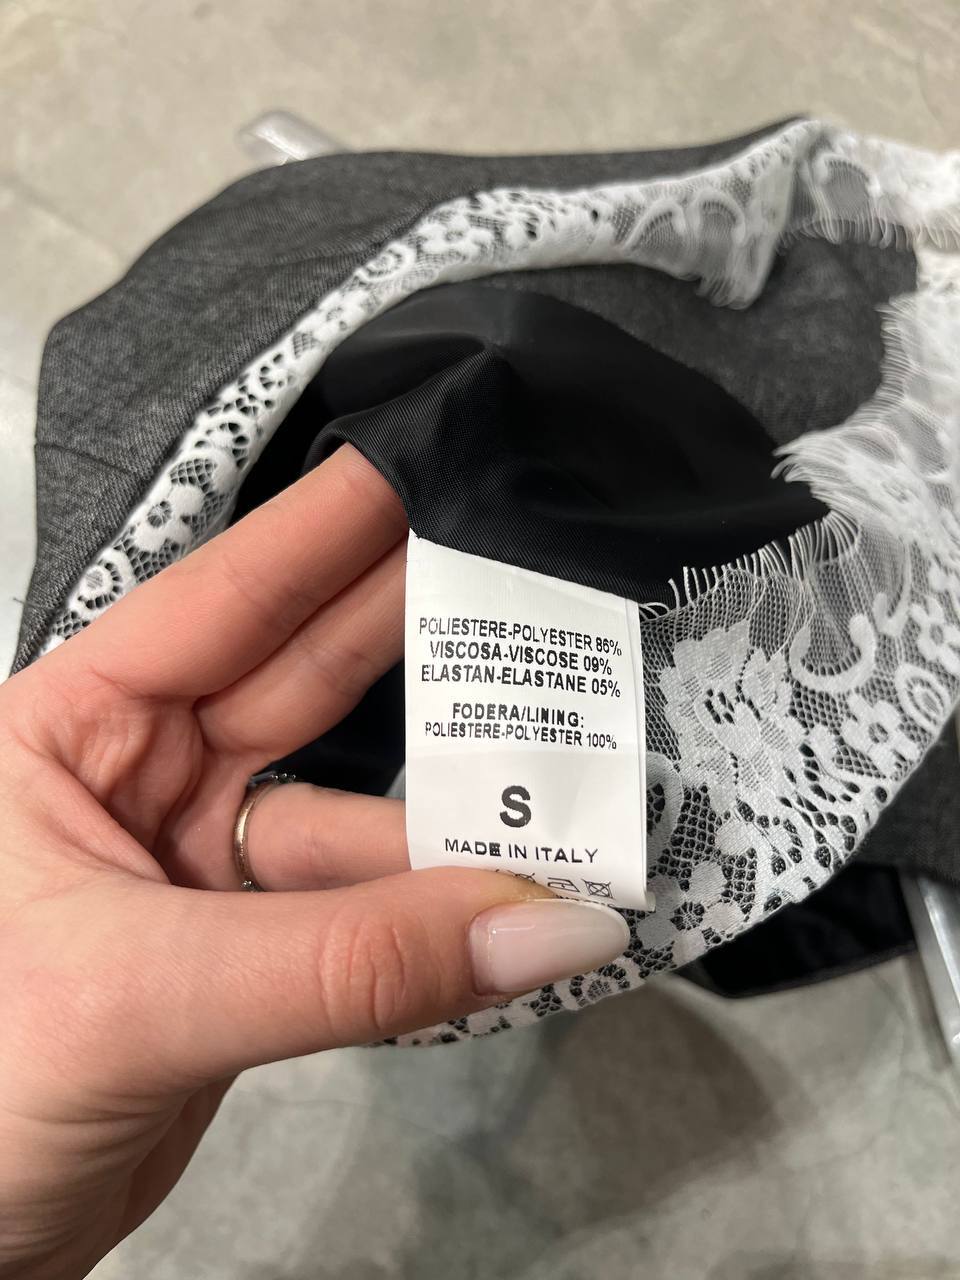 POLIESTERE-POLYESTER 86%
VISCOSA-VISCOSE 09%
ELASTAN-ELASTANE 05%
FODERA/LINING:
POLIESTERE-POLYESTER 100%
S
MADE IN ITALY